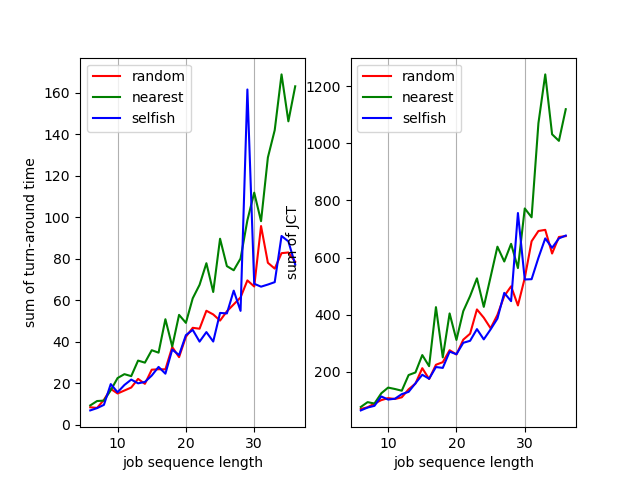 random
nearest
selfish
160
140
120
100
80
60
40
20
0
10
20
30
sum of turn-around time
job sequence length
random
nearest
selfish
1200
1000
800
600
400
200
10
20
30
sum of JCT
job sequence length